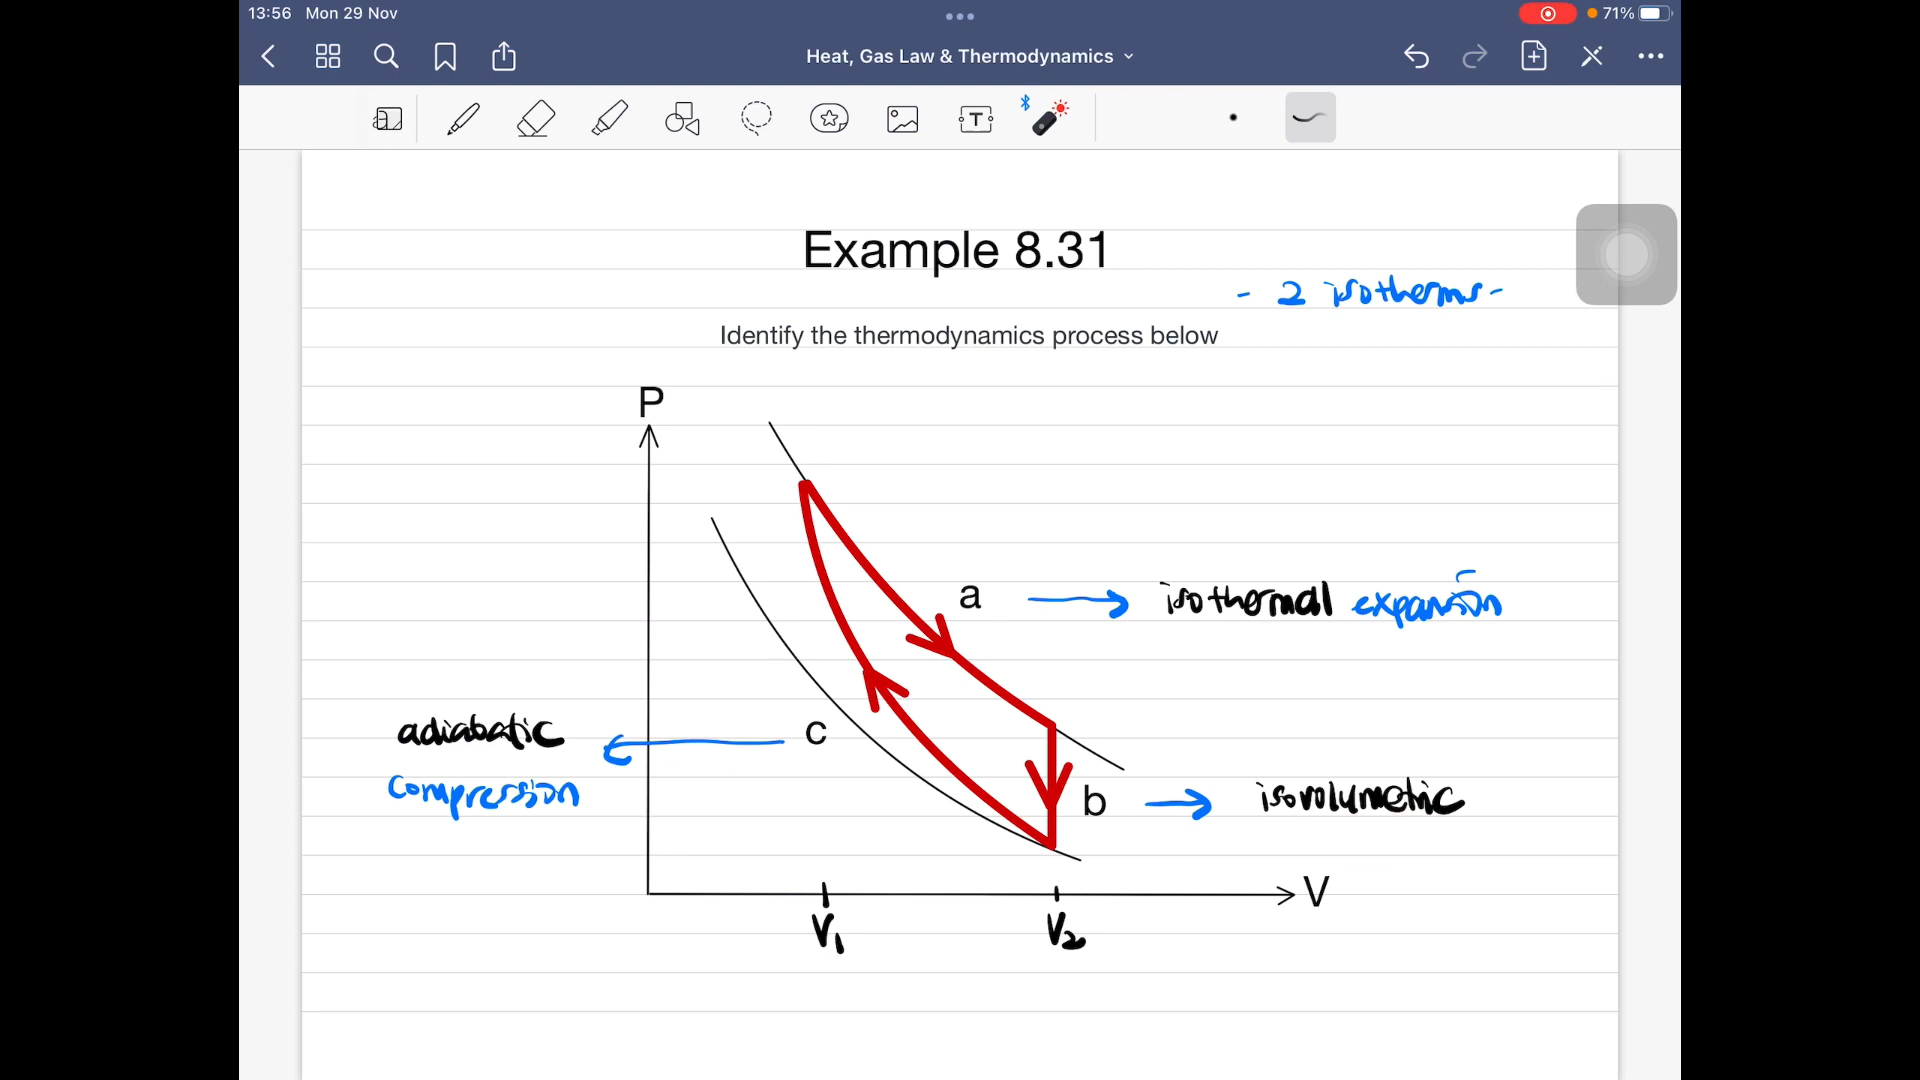 13:56 Mon 29 Nov
71%
Heat, Gas Law & Thermodynamics
Example 8.31
- 2 isotherms -
Identify the thermodynamics process below
P
a
isothermal expansion
adiabatic
compression
c
b
isovolumetric
V
V₁
V₂